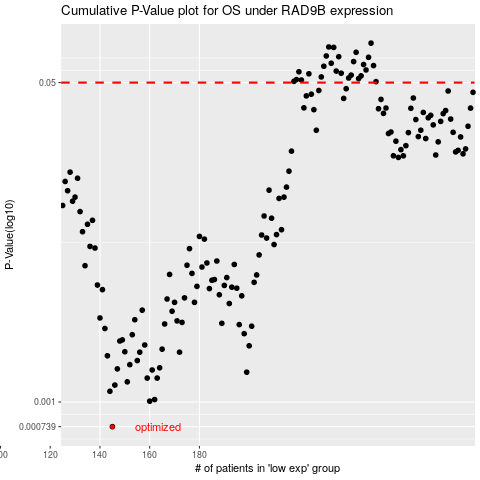 Cumulative P-Value plot for OS under RAD9B expression
0.05
P-Value(log10)
0.001
0.000739
optimized
00 120 140 160 180
# of patients in 'low exp' group